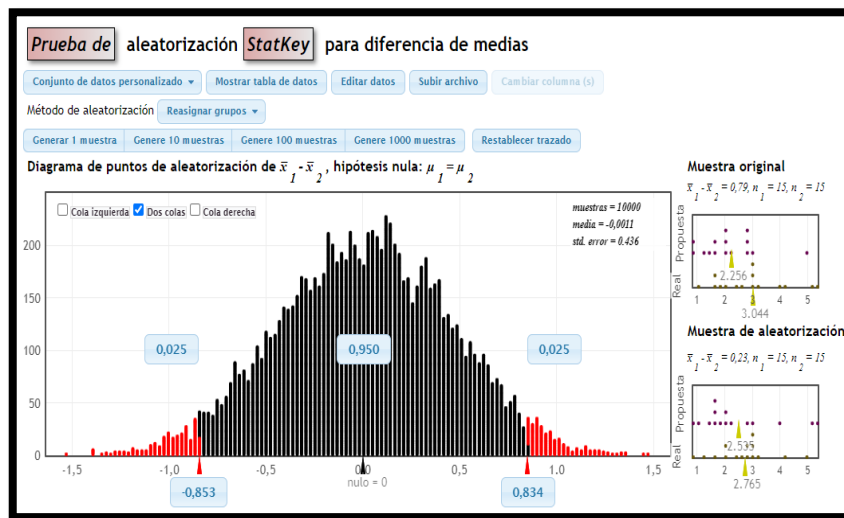 Prueba de aleatorización StatKey para diferencia de medias
Conjunto de datos personalizado Mostrar tabla de datos Editar datos Subir archivo Cambiar columna (s)
Método de aleatorización Reasignar grupos
Generar 1 muestra Genere 10 muestras Genere 100 muestras Genere 1000 muestras Restablecer trazado
Diagrama de puntos de aleatorización de x̅ 1 - x̅ 2 , hipótesis nula: μ 1 = μ 2
Cola izquierda Dos colas Cola derecha
muestras = 10000
media = -0,0011
std. error = 0.436
200
150
100
50
0
0,025 0,950 0,025
-1,5 -1,0 -0,5 0,0 0,5 1.0 1,5
nulo = 0
-0,853 0,834
Muestra original
x̅ 1 - x̅ 2 = 0,79, n 1 = 15, n 2 = 15
Propuesta
Real
2.256
1 2 3 4 5
3.044
Muestra de aleatorización
x̅ 1 - x̅ 2 = 0,23, n 1 = 15, n 2 = 15
Propuesta
Real
2.535
1 2 3 4 5
2.765